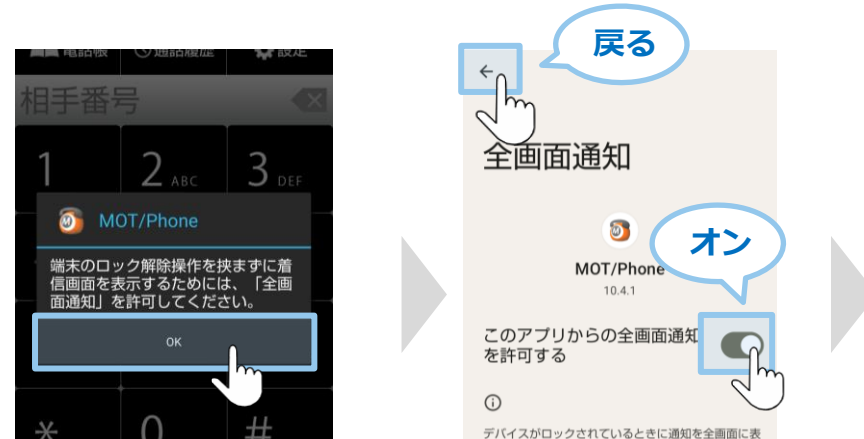 電話帳 通話履歴 設定
相手番号
1 2 ABC 3 DEF
MOT/Phone
端末のロック解除操作を挟まずに着
信画面を表示するためには、「全画
面通知」を許可してください。
OK
* 0 #
戻る
全画面通知
オン
MOT/Phone
10.4.1
このアプリからの全画面通知
を許可する
デバイスがロックされているときに通知を全画面に表